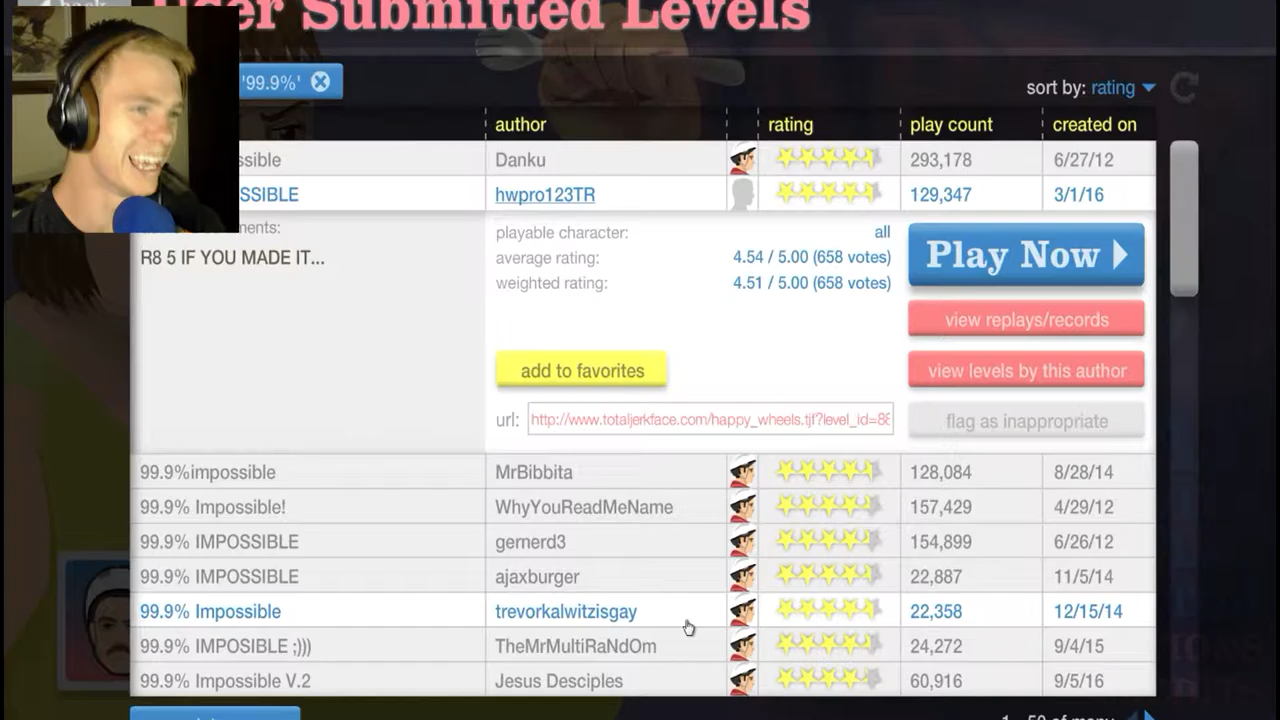 back
User Submitted Levels
'99.9%'
sort by: rating
author rating play count created on
ssible Danku 293,178 6/27/12
SSIBLE hwpro123TR 129,347 3/1/16
nents:
R8 5 IF YOU MADE IT...
playable character: all
average rating: 4.54 / 5.00 (658 votes)
weighted rating: 4.51 / 5.00 (658 votes)
Play Now
view replays/records
add to favorites
view levels by this author
url: http://www.totaljerkface.com/happy_wheels.tjf?level_id=88
flag as inappropriate
99.9%impossible MrBibbita 128,084 8/28/14
99.9% Impossible! WhyYouReadMeName 157,429 4/29/12
99.9% IMPOSSIBLE gernerd3 154,899 6/26/12
99.9% IMPOSSIBLE ajaxburger 22,887 11/5/14
99.9% Impossible trevorkalwitzisgay 22,358 12/15/14
99.9% IMPOSIBLE ;))) TheMrMultiRaNdOm 24,272 9/4/15
99.9% Impossible V.2 Jesus Desciples 60,916 9/5/16
1 - 50 of many